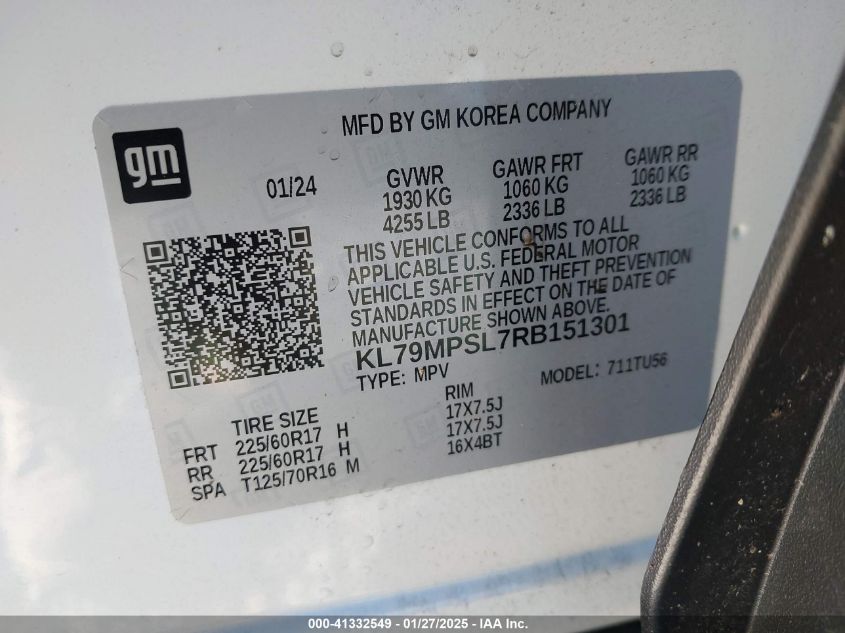 MFD BY GM KOREA COMPANY
gm
01/24
GVWR GAWR FRT GAWR RR
1930 KG 1060 KG 1060 KG
4255 LB 2336 LB 2336 LB
THIS VEHICLE CONFORMS TO ALL
APPLICABLE U.S. FEDERAL MOTOR
VEHICLE SAFETY AND THEFT PREVENTION
STANDARDS IN EFFECT ON THE DATE OF
MANUFACTURE SHOWN ABOVE.
KL79MPSL7RB151301
TYPE: MPV MODEL: 711TU56
TIRE SIZE RIM
FRT 225/60R17 H 17X7.5J
RR 225/60R17 H 17X7.5J
SPA T125/70R16 M 16X4BT
000-41332549 - 01/27/2025 - IAA Inc.